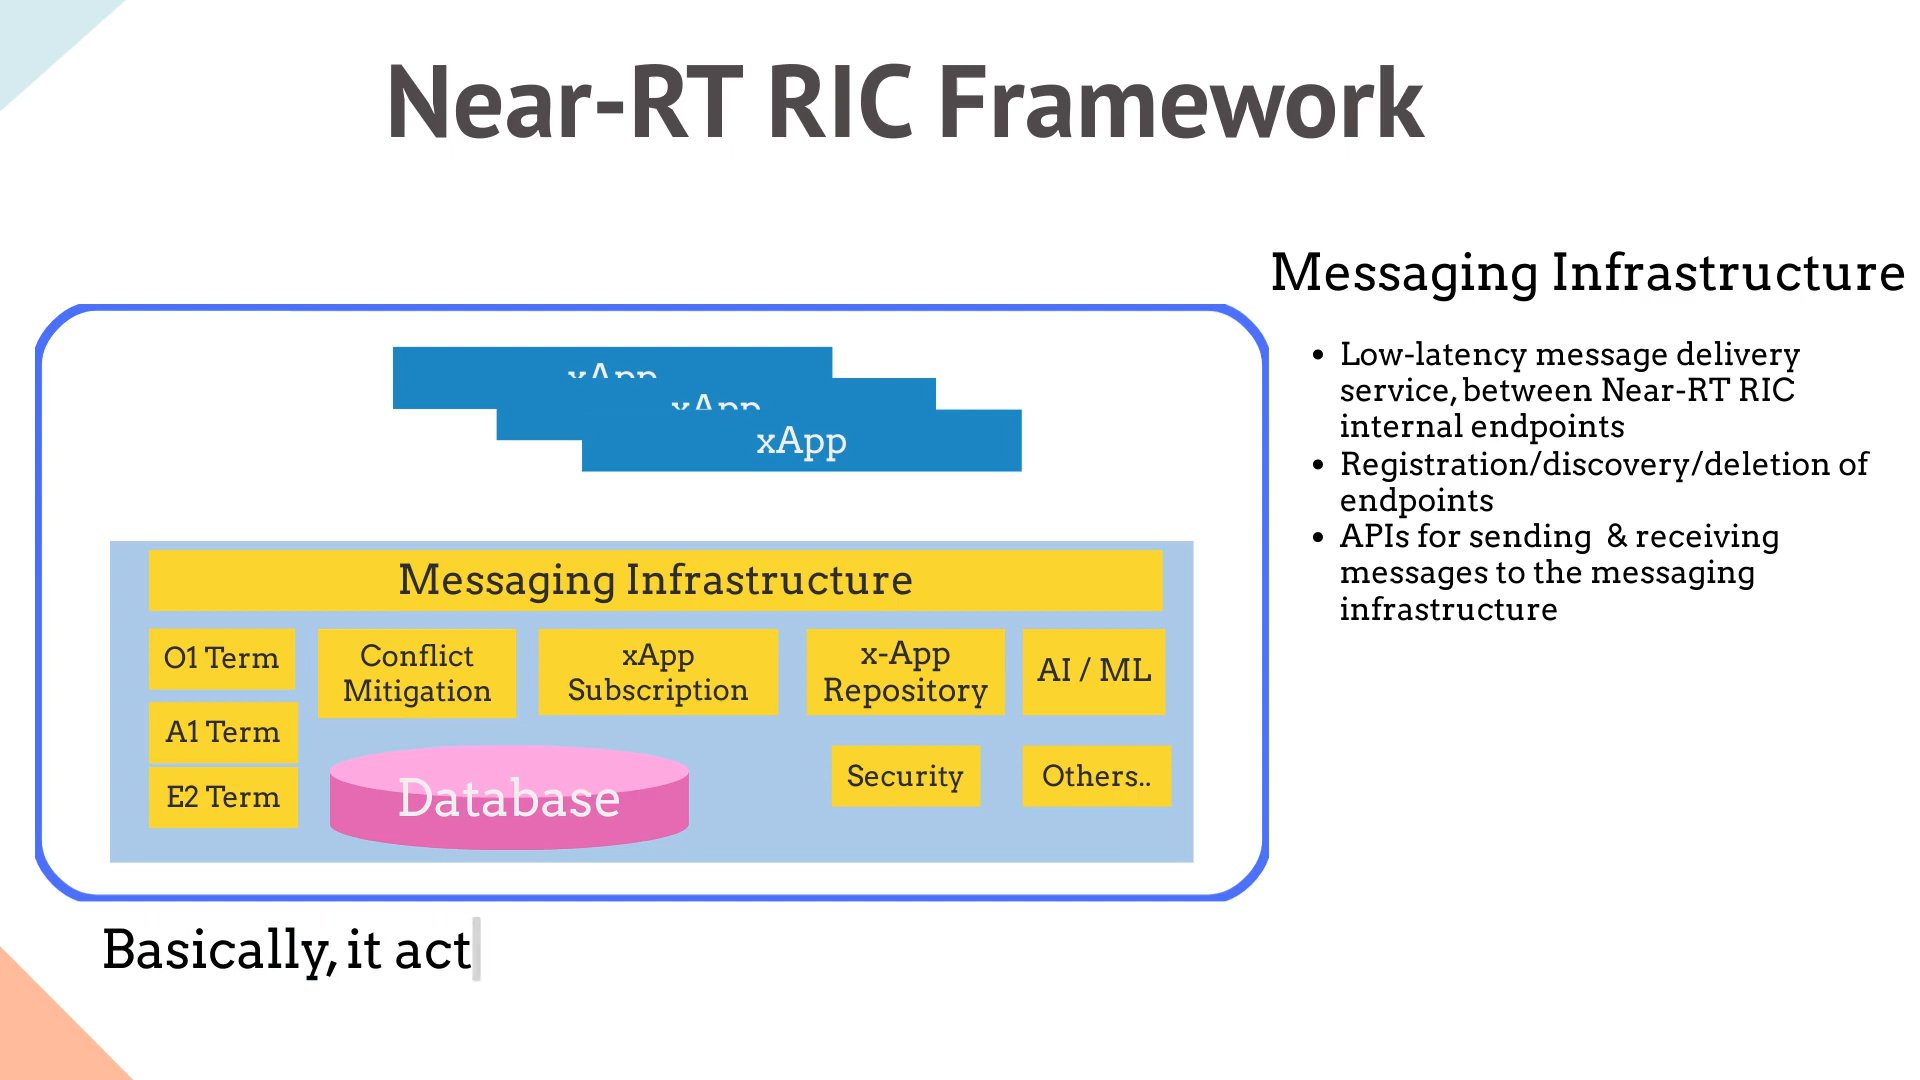 Near-RT RIC Framework
Messaging Infrastructure
• Low-latency message delivery
service, between Near-RT RIC
internal endpoints
• Registration/discovery/deletion of
endpoints
• APIs for sending & receiving
messages to the messaging
infrastructure
xApp
xApp
xApp
Messaging Infrastructure
O1 Term
Conflict
Mitigation
xApp
Subscription
x-App
Repository
AI / ML
A1 Term
E2 Term
Database
Security
Others..
Basically, it act